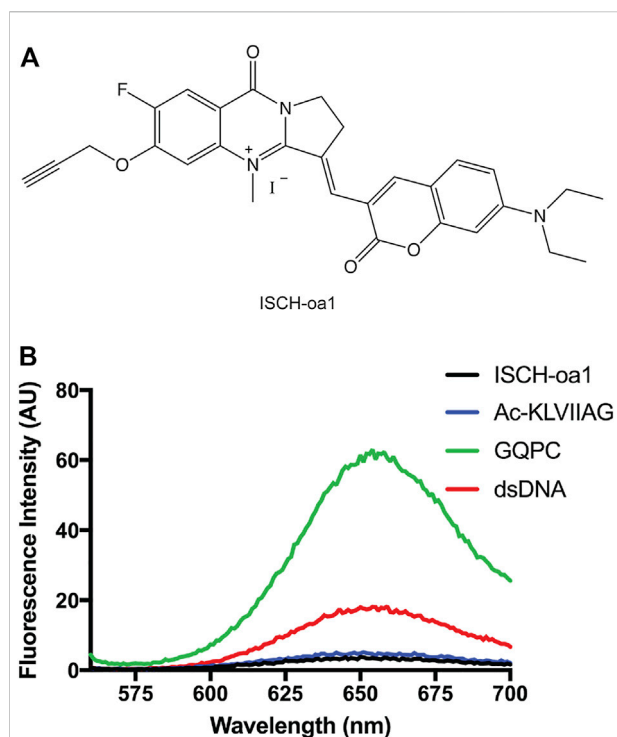 A
O
F
N
N
+
I
−
O
O
O
N
ISCH-oa1
B
80
60
40
20
0
Fluorescence Intensity (AU)
ISCH-oa1
Ac-KLVIIAG
GQPC
dsDNA
575 600 625 650 675 700
Wavelength (nm)